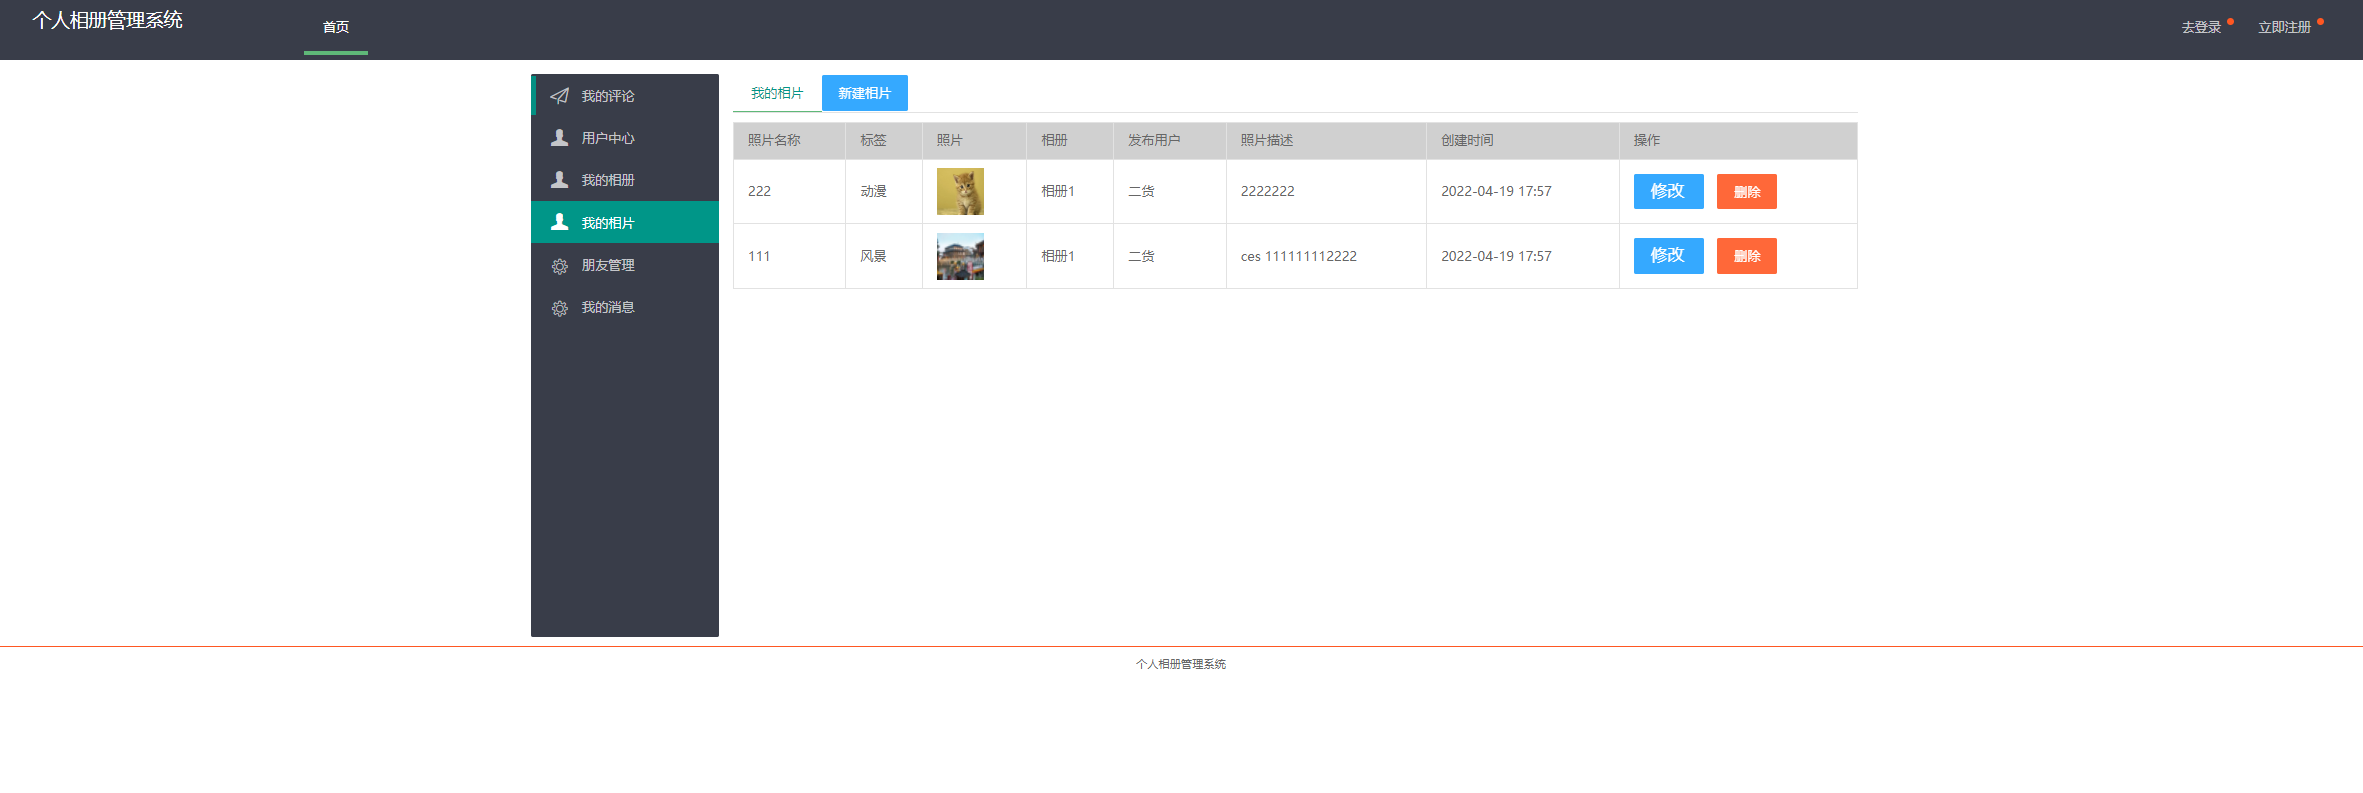 个人相册管理系统
首页
去登录
立即注册
我的评论
用户中心
我的相册
我的相片
朋友管理
我的消息
我的相片 新建相片
照片名称 标签 照片 相册 发布用户 照片描述 创建时间 操作
222 动漫 相册1 二货 2222222 2022-04-19 17:57 修改 删除
111 风景 相册1 二货 ces 111111112222 2022-04-19 17:57 修改 删除
个人相册管理系统